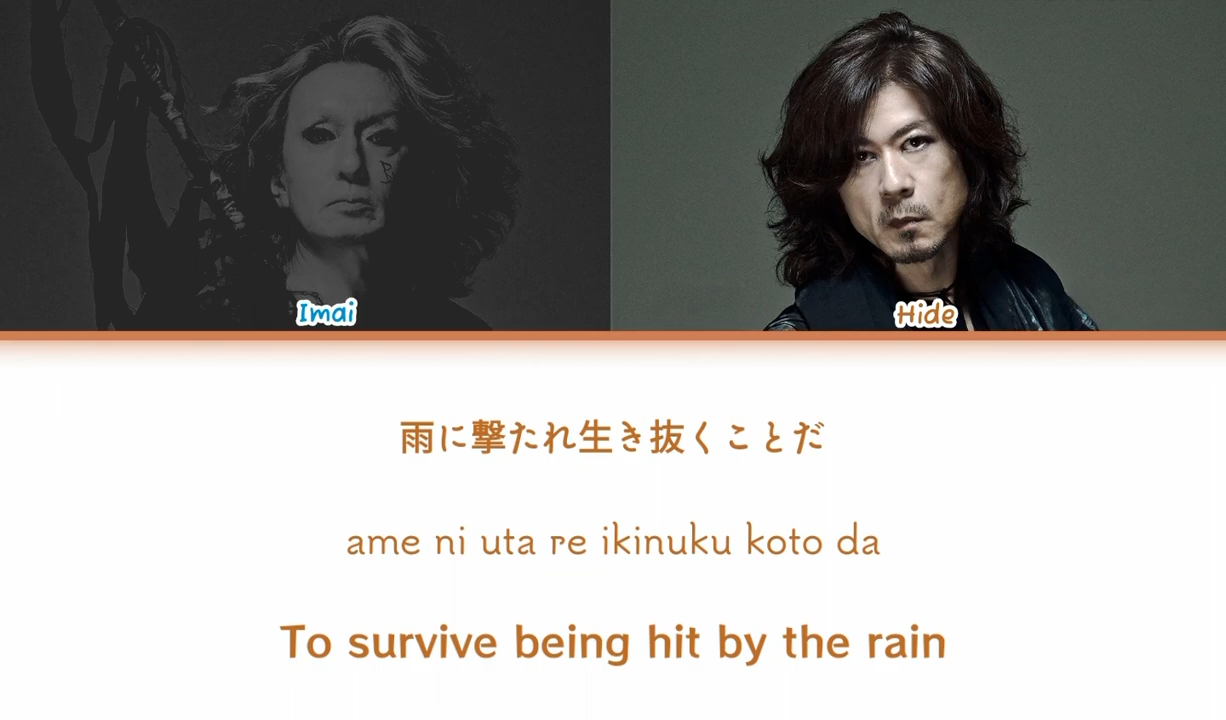 Imai
Hide
雨に撃たれ生き抜くことだ
ame ni uta re ikinuku koto da
To survive being hit by the rain